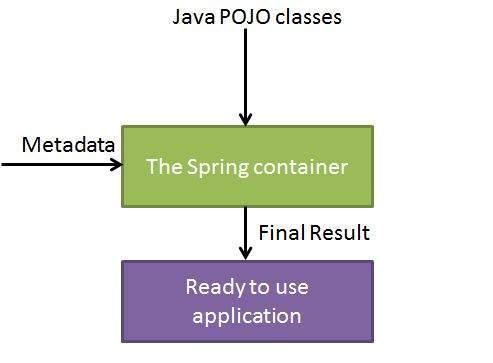 Java POJO classes
Metadata
The Spring container
Final Result
Ready to use
application